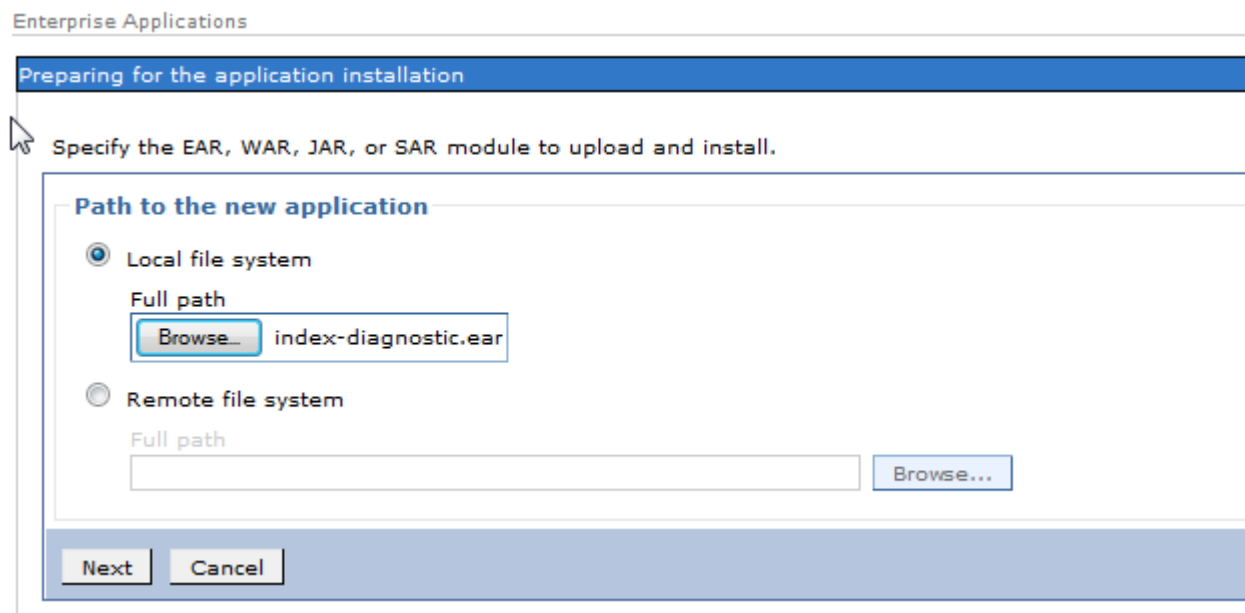 Enterprise Applications
Preparing for the application installation
Specify the EAR, WAR, JAR, or SAR module to upload and install.
Path to the new application
Local file system
Full path
Browse... index-diagnostic.ear
Remote file system
Full path
Browse...
Next Cancel